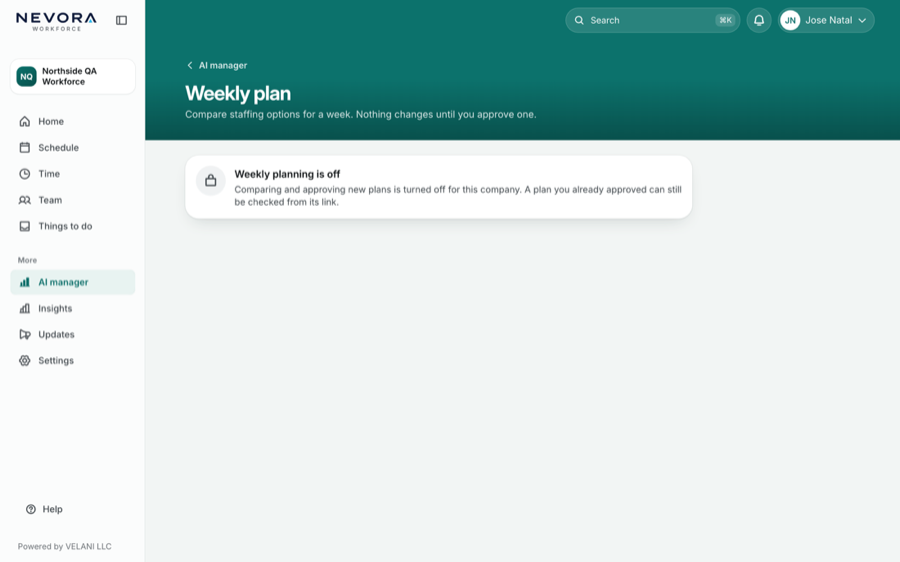 NEVORA
WORKFORCE
Search
⌘K
JN
Jose Natal
NQ
Northside QA
Workforce
Home
Schedule
Time
Team
Things to do
More
AI manager
Insights
Updates
Settings
Help
Powered by VELANI LLC
AI manager
Weekly plan
Compare staffing options for a week. Nothing changes until you approve one.
Weekly planning is off
Comparing and approving new plans is turned off for this company. A plan you already approved can still
be checked from its link.